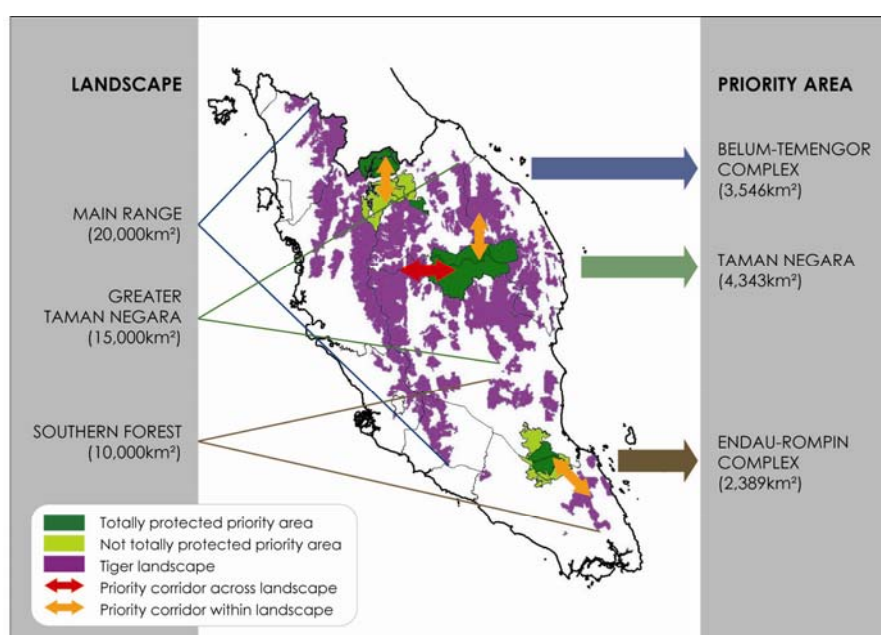 LANDSCAPE
MAIN RANGE
(20,000km²)
GREATER
TAMAN NEGARA
(15,000km²)
SOUTHERN FOREST
(10,000km²)
PRIORITY AREA
BELUM-TEMENGOR
COMPLEX
(3,546km²)
TAMAN NEGARA
(4,343km²)
ENDAU-ROMPIN
COMPLEX
(2,389km²)
Totally protected priority area
Not totally protected priority area
Tiger landscape
Priority corridor across landscape
Priority corridor within landscape